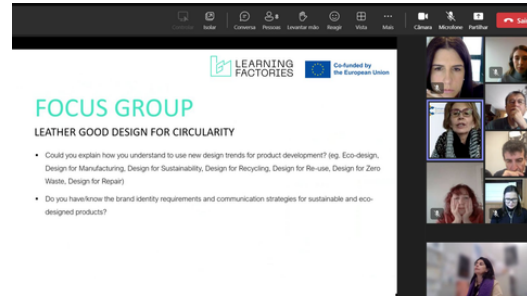 Isolar
Conversa
Pessoas
8
Levantar mão
Reagir
Vista
Mais
Câmara
Microfone
Partilhar
Sair
LEARNING
FACTORIES
Co-funded by
the European Union
FOCUS GROUP
LEATHER GOOD DESIGN FOR CIRCULARITY
• Could you explain how you understand to use new design trends for product development? (eg. Eco-design,
Design for Manufacturing, Design for Sustainability, Design for Recycling, Design for Re-use, Design for Zero
Waste, Design for Repair)
• Do you have/know the brand identity requirements and communication strategies for sustainable and eco-
designed products?